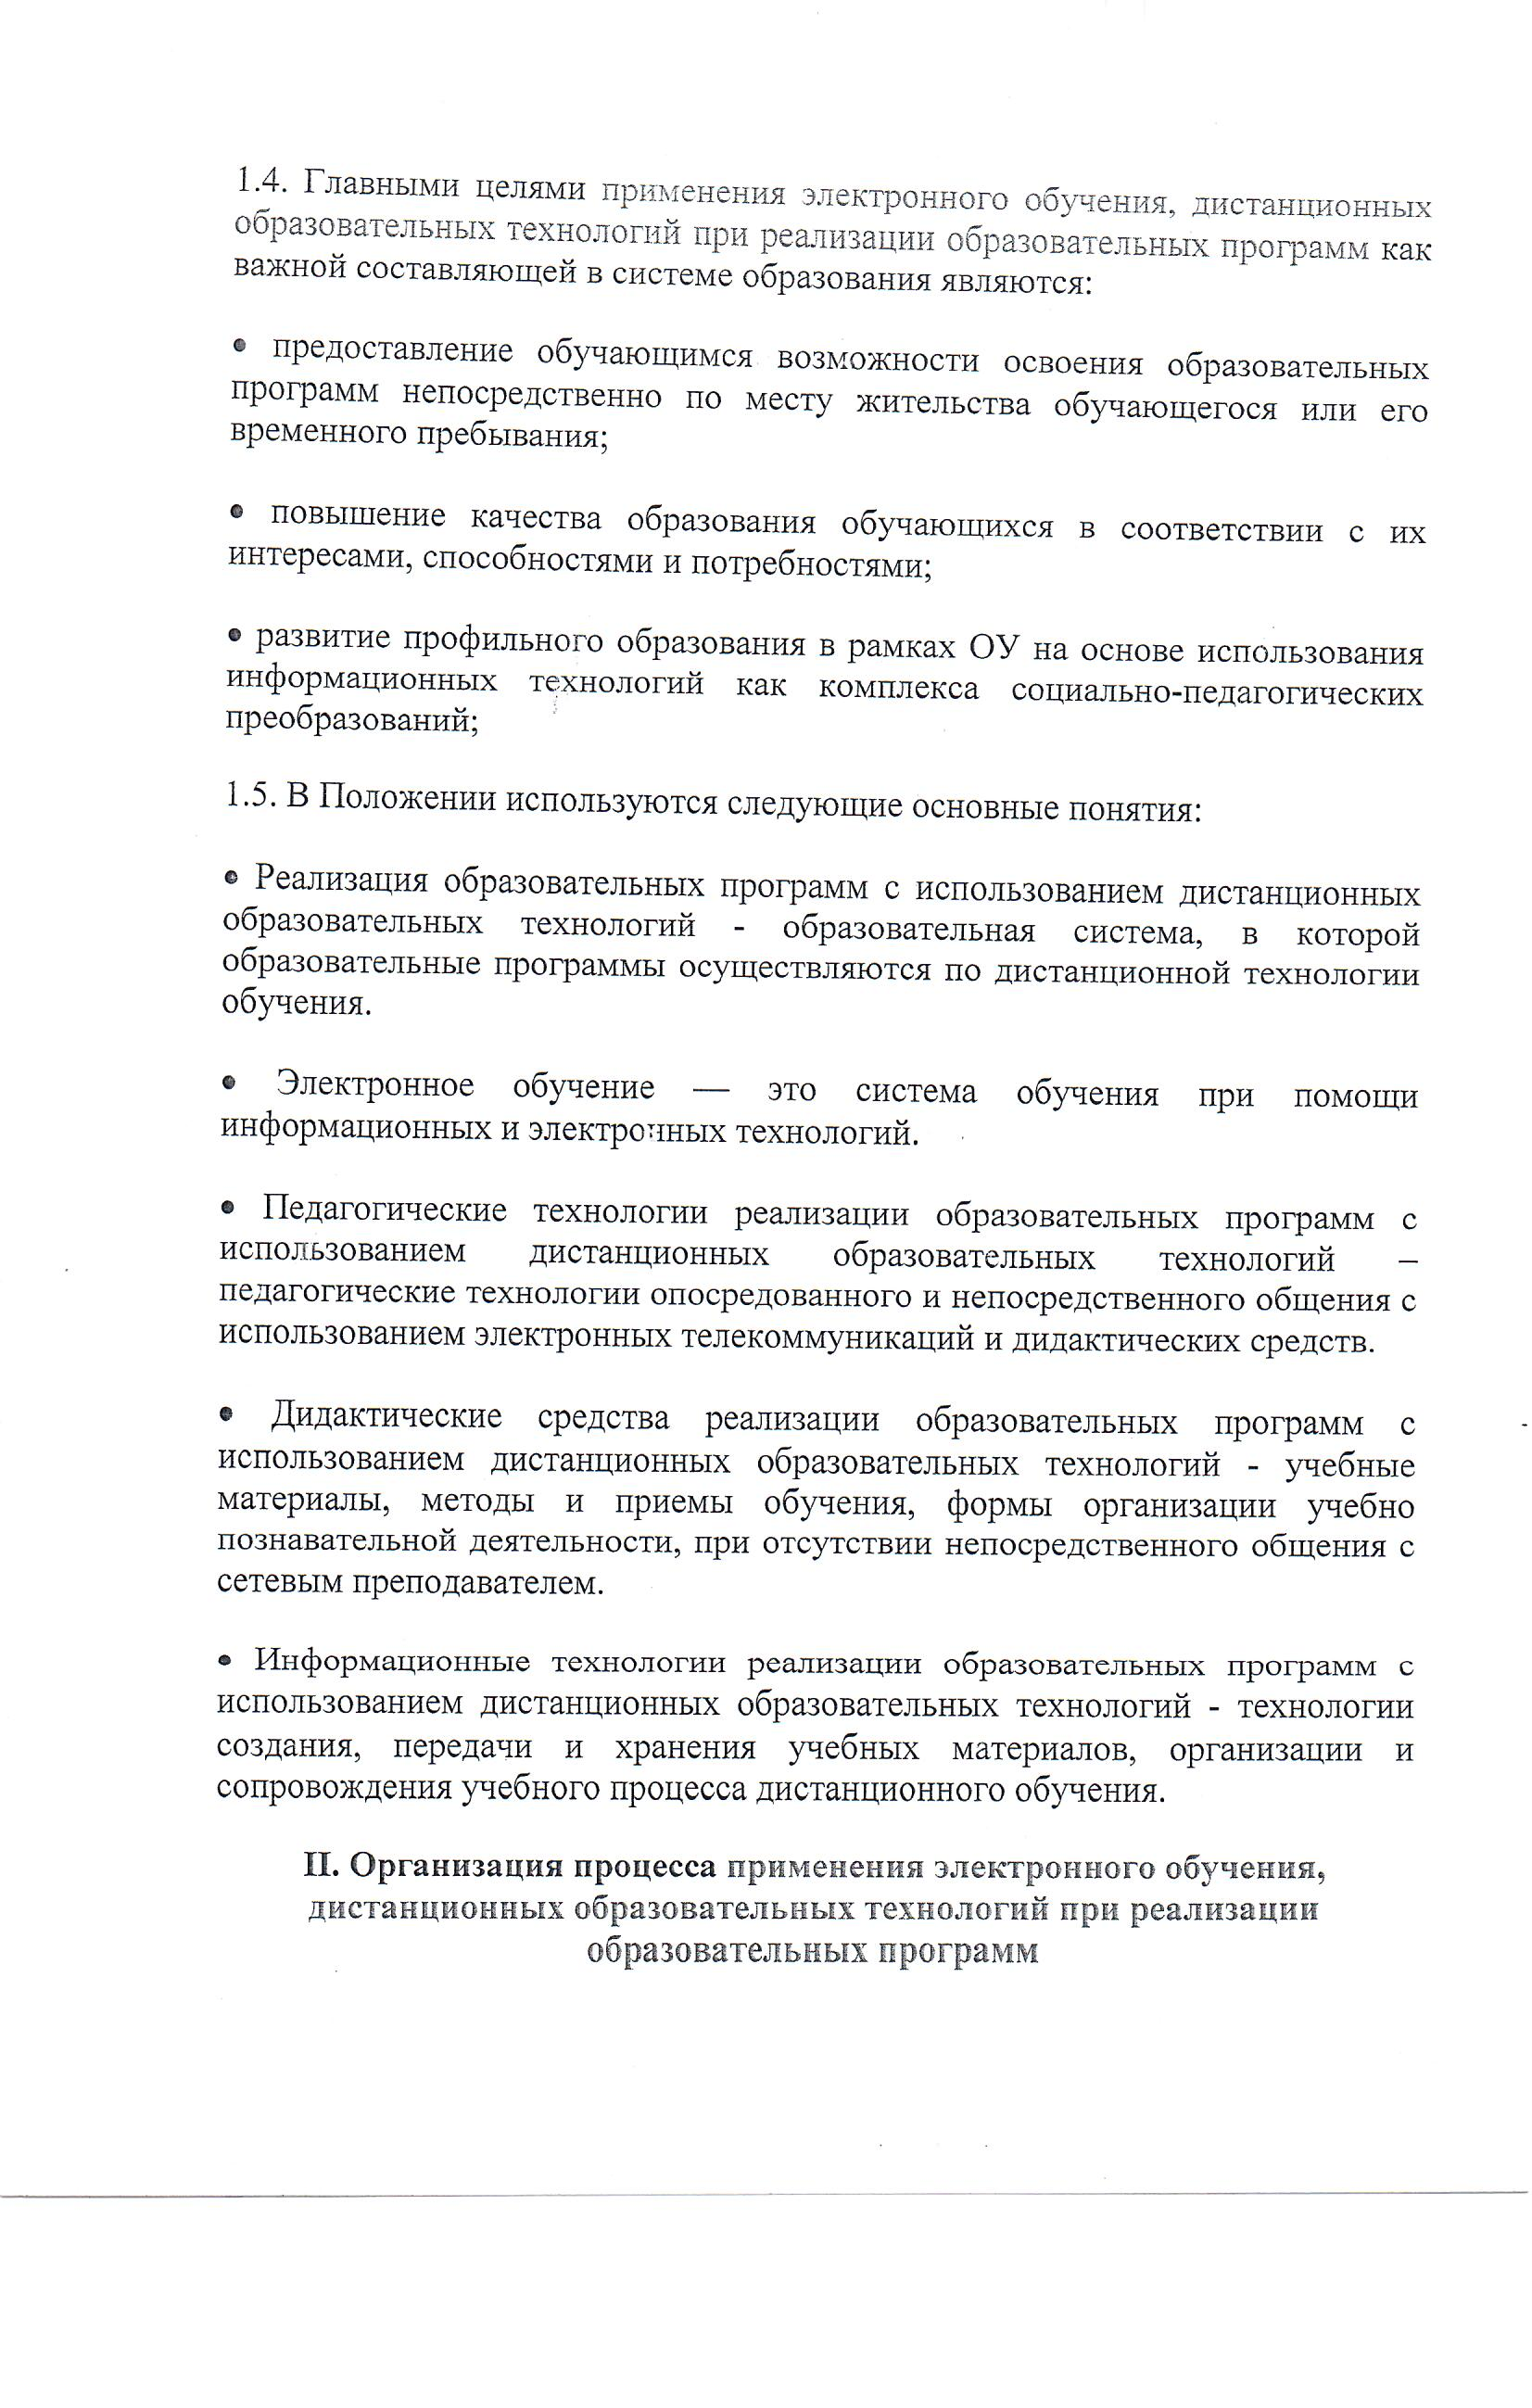 1.4. Главными целями применения электронного обучения, дистанционных
образовательных технологий при реализации образовательных программ как
важной составляющей в системе образования являются:
• предоставление обучающимся возможности освоения образовательных
программ непосредственно по месту жительства обучающегося или его
временного пребывания;
• повышение качества образования обучающихся в соответствии с их
интересами, способностями и потребностями;
• развитие профильного образования в рамках ОУ на основе использования
информационных технологий как комплекса социально-педагогических
преобразований;
1.5. В Положении используются следующие основные понятия:
• Реализация образовательных программ с использованием дистанционных
образовательных технологий - образовательная система, в которой
образовательные программы осуществляются по дистанционной технологии
обучения.
• Электронное обучение — это система обучения при помощи
информационных и электронных технологий.
• Педагогические технологии реализации образовательных программ с
использованием дистанционных образовательных технологий –
педагогические технологии опосредованного и непосредственного общения с
использованием электронных телекоммуникаций и дидактических средств.
• Дидактические средства реализации образовательных программ с
использованием дистанционных образовательных технологий - учебные
материалы, методы и приемы обучения, формы организации учебно
познавательной деятельности, при отсутствии непосредственного общения с
сетевым преподавателем.
• Информационные технологии реализации образовательных программ с
использованием дистанционных образовательных технологий - технологии
создания, передачи и хранения учебных материалов, организации и
сопровождения учебного процесса дистанционного обучения.
II. Организация процесса применения электронного обучения,
дистанционных образовательных технологий при реализации
образовательных программ